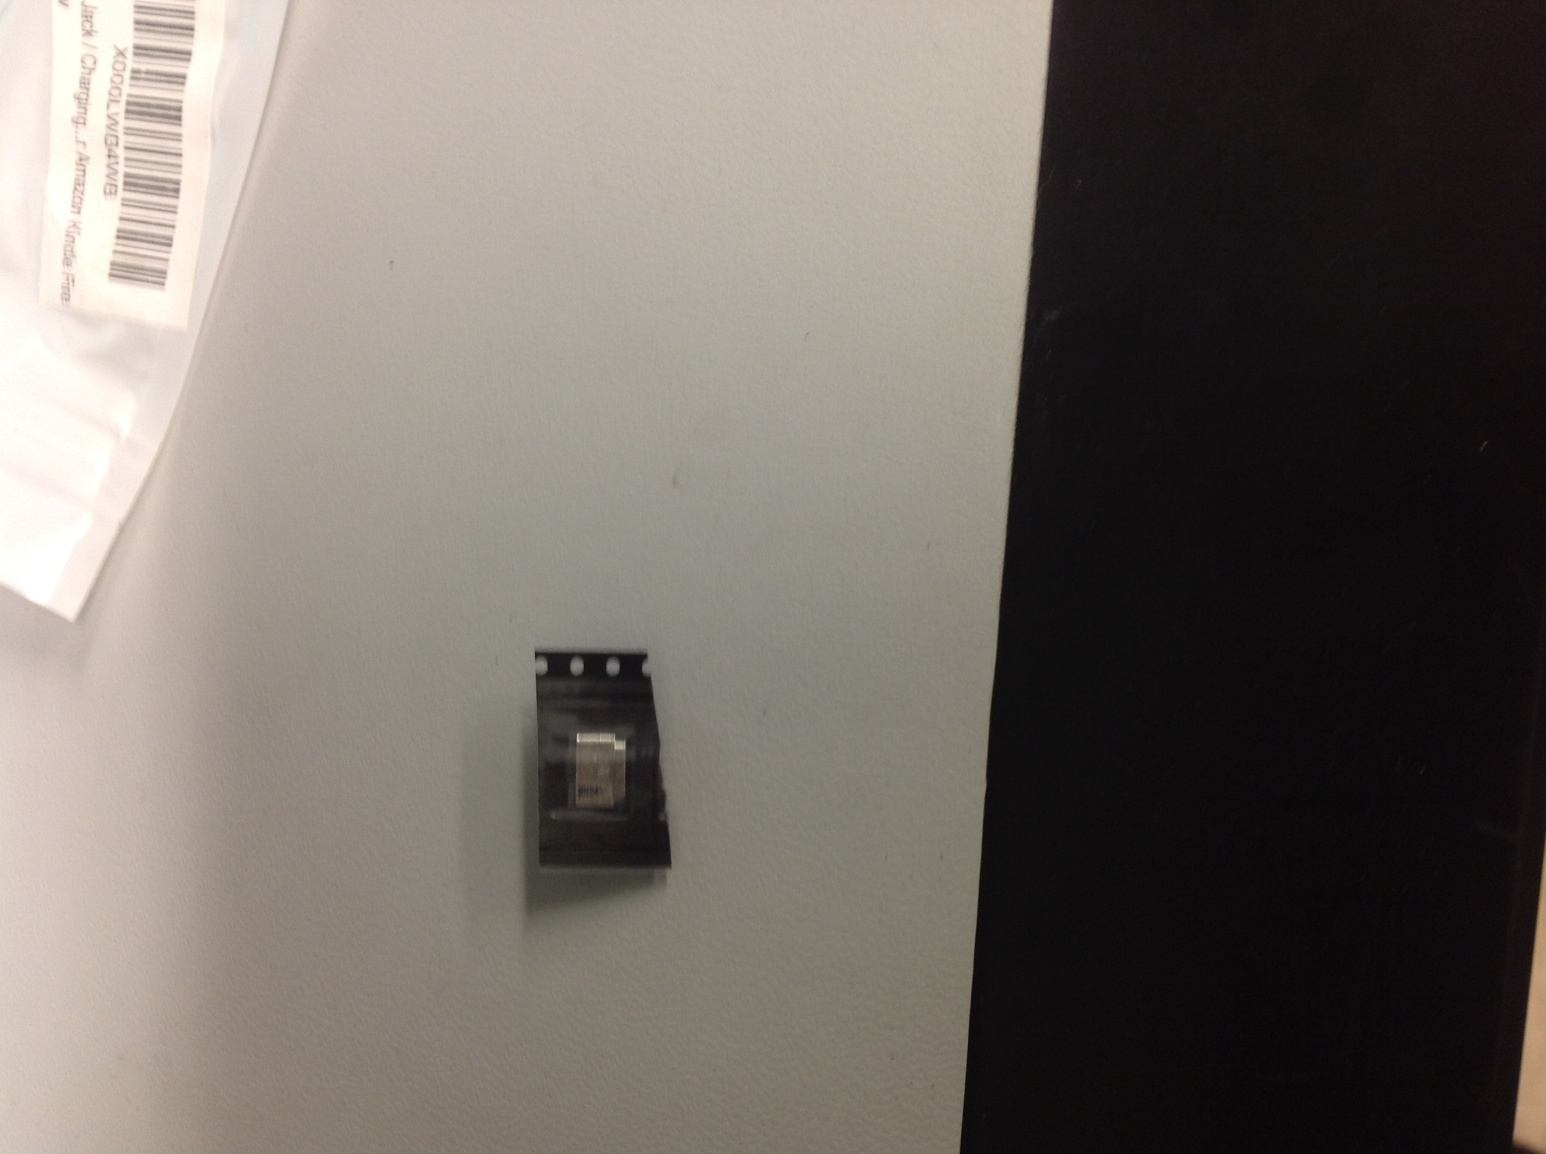 X000LWG4WB
Jack / Charging...r Amazon Kindle Fire
w